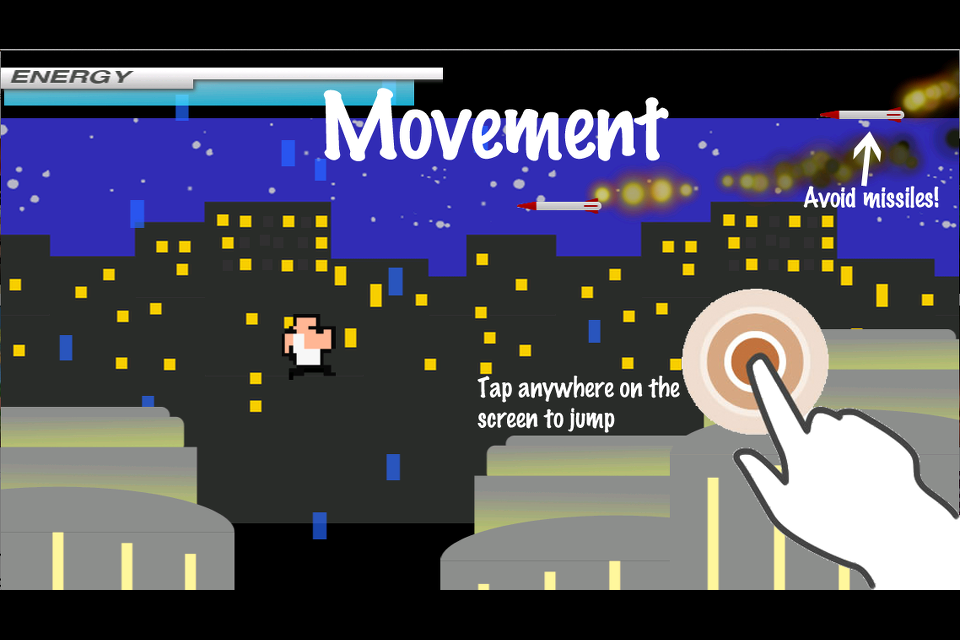 ENERGY
Movement
Avoid missiles!
Tap anywhere on the
screen to jump